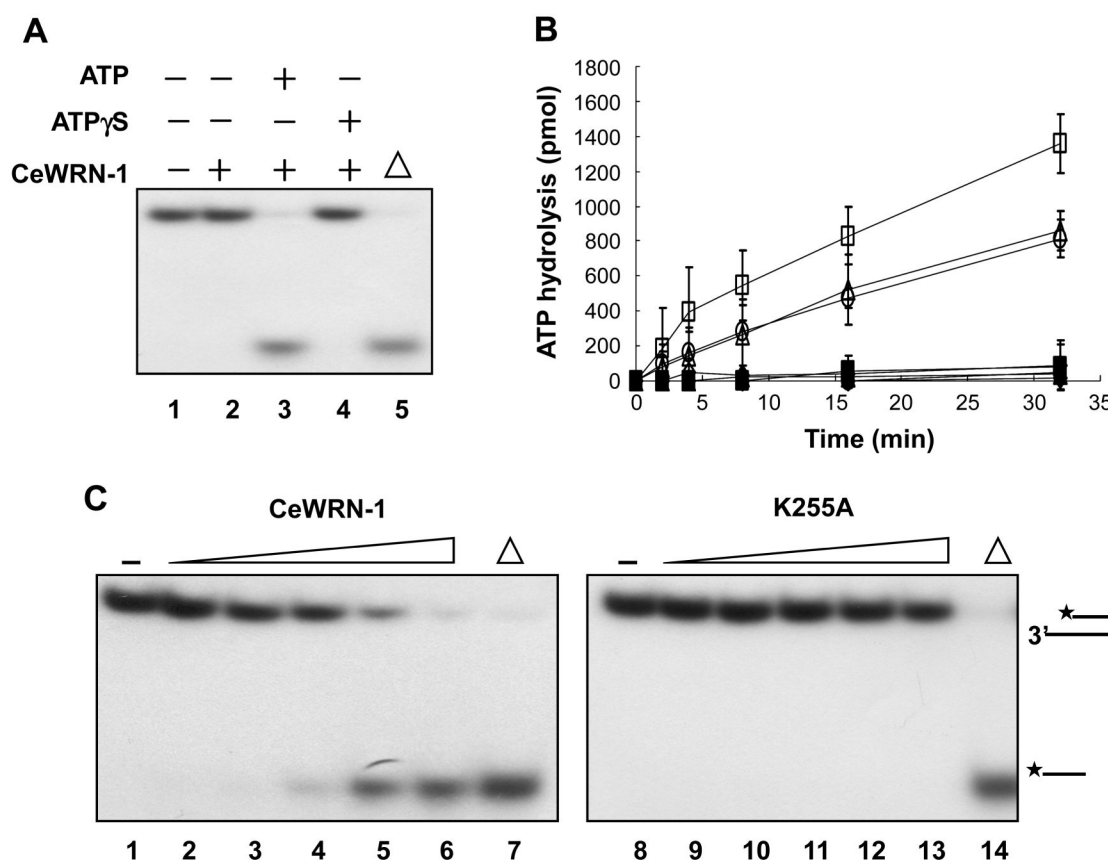 A
ATP − − + −
ATPγS − − − +
CeWRN-1 − + + + △
1 2 3 4 5
B
ATP hydrolysis (pmol)
1800
1600
1400
1200
1000
800
600
400
200
0
0 5 10 15 20 25 30 35
Time (min)
C
CeWRN-1
− △
1 2 3 4 5 6 7
K255A
− △
8 9 10 11 12 13 14
★
3'
★